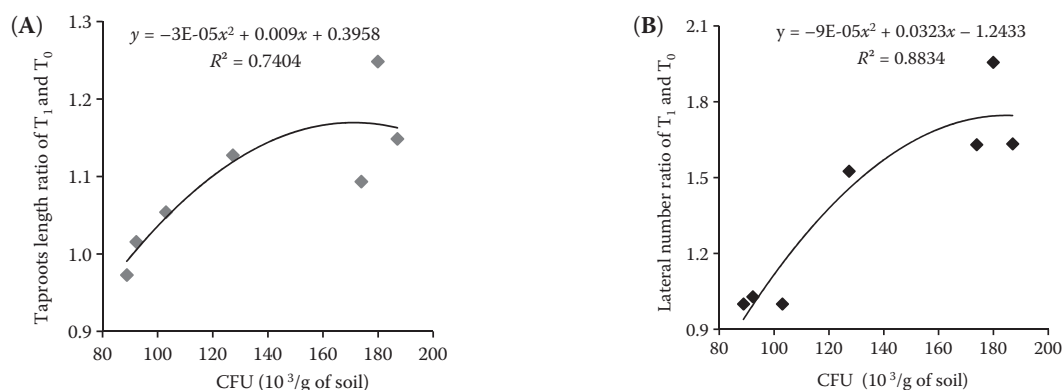 (A)
y = −3E-05x² + 0.009x + 0.3958
R² = 0.7404
Taproots length ratio of T₁ and T₀
1.3
1.2
1.1
1.0
0.9
80 100 120 140 160 180 200
CFU (10³/g of soil)
(B)
y = −9E-05x² + 0.0323x − 1.2433
R² = 0.8834
Lateral number ratio of T₁ and T₀
2.1
1.8
1.5
1.2
0.9
80 100 120 140 160 180 200
CFU (10³/g of soil)